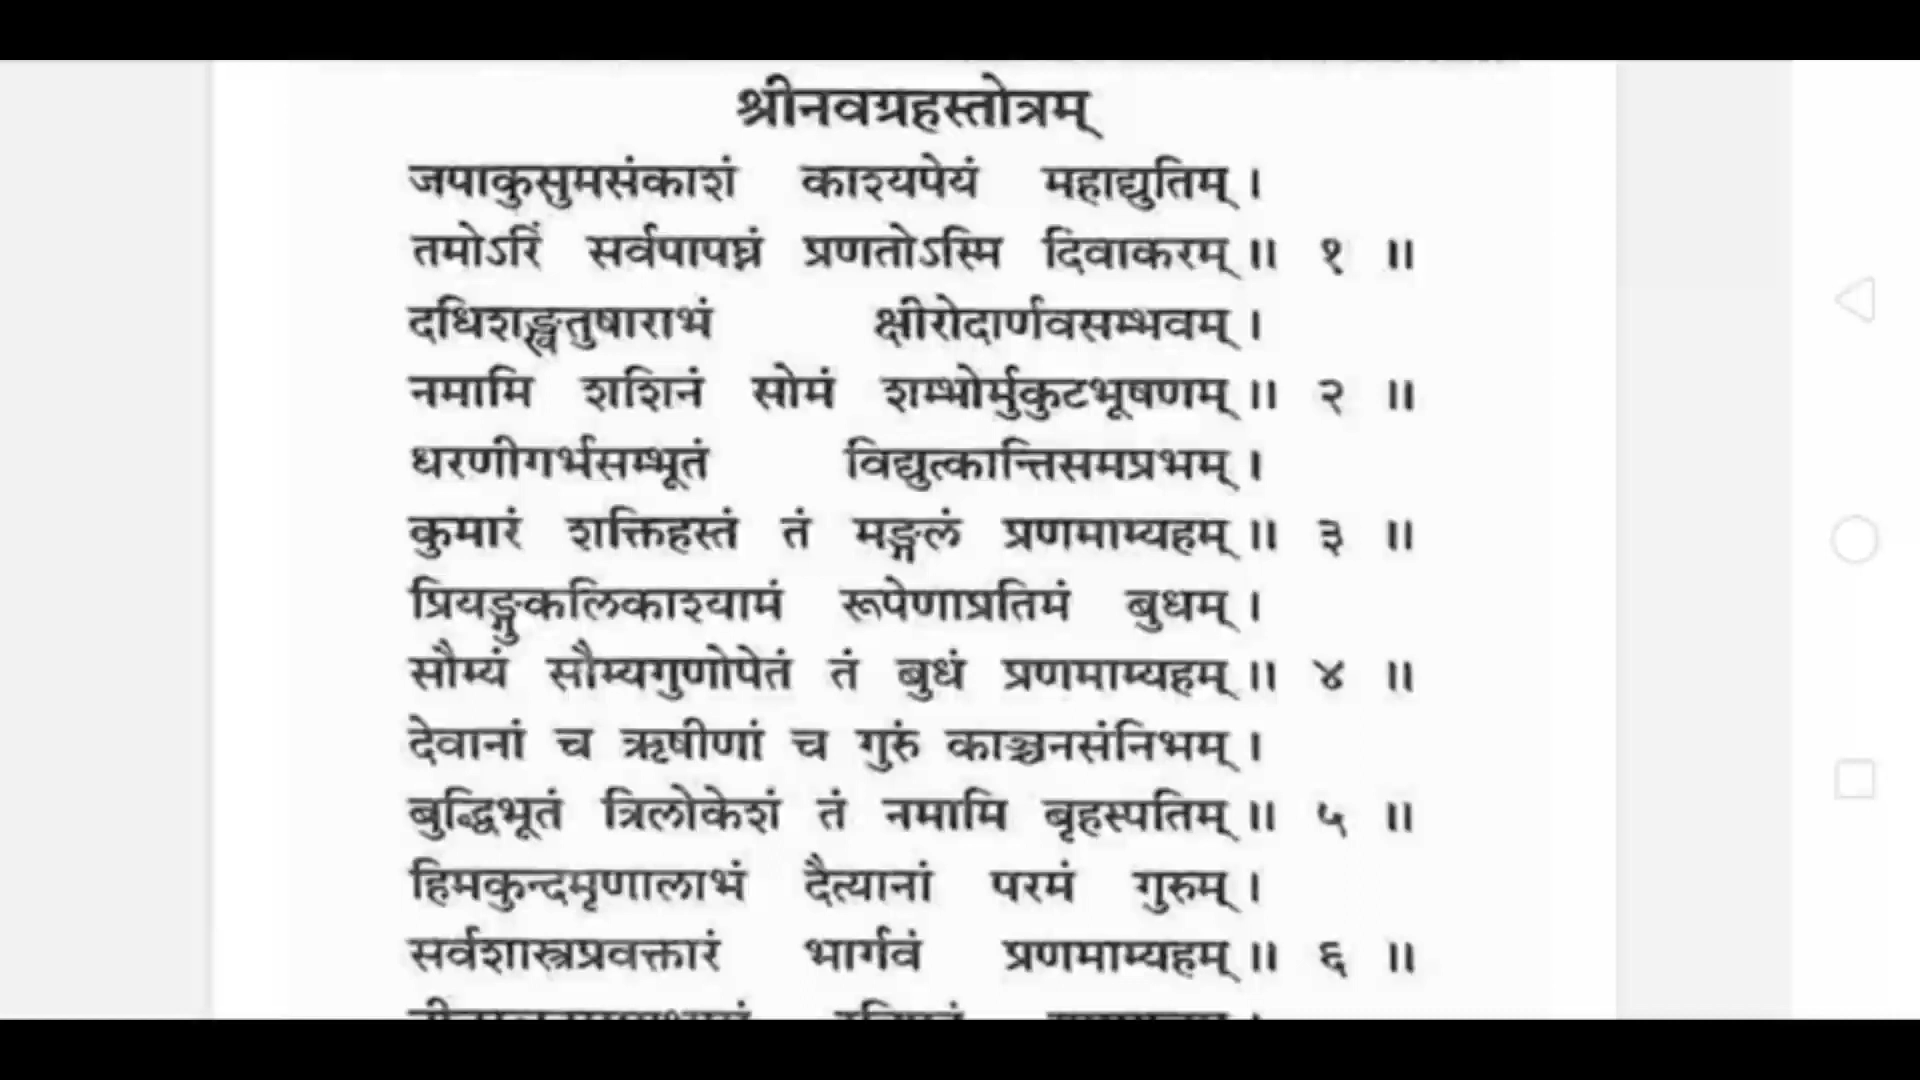 श्रीनवग्रहस्तोत्रम्
जपाकुसुमसंकाशं काश्यपेयं महाद्युतिम् ।
तमोऽरिं सर्वपापघ्नं प्रणतोऽस्मि दिवाकरम् ॥ १ ॥
दधिशङ्खतुषाराभं क्षीरोदार्णवसम्भवम् ।
नमामि शशिनं सोमं शम्भोर्मुकुटभूषणम् ॥ २ ॥
धरणीगर्भसम्भूतं विद्युत्कान्तिसमप्रभम् ।
कुमारं शक्तिहस्तं तं मङ्गलं प्रणमाम्यहम् ॥ ३ ॥
प्रियङ्गुकलिकाश्यामं रूपेणाप्रतिमं बुधम् ।
सौम्यं सौम्यगुणोपेतं तं बुधं प्रणमाम्यहम् ॥ ४ ॥
देवानां च ऋषीणां च गुरुं काञ्चनसंनिभम् ।
बुद्धिभूतं त्रिलोकेशं तं नमामि बृहस्पतिम् ॥ ५ ॥
हिमकुन्दमृणालाभं दैत्यानां परमं गुरुम् ।
सर्वशास्त्रप्रवक्तारं भार्गवं प्रणमाम्यहम् ॥ ६ ॥